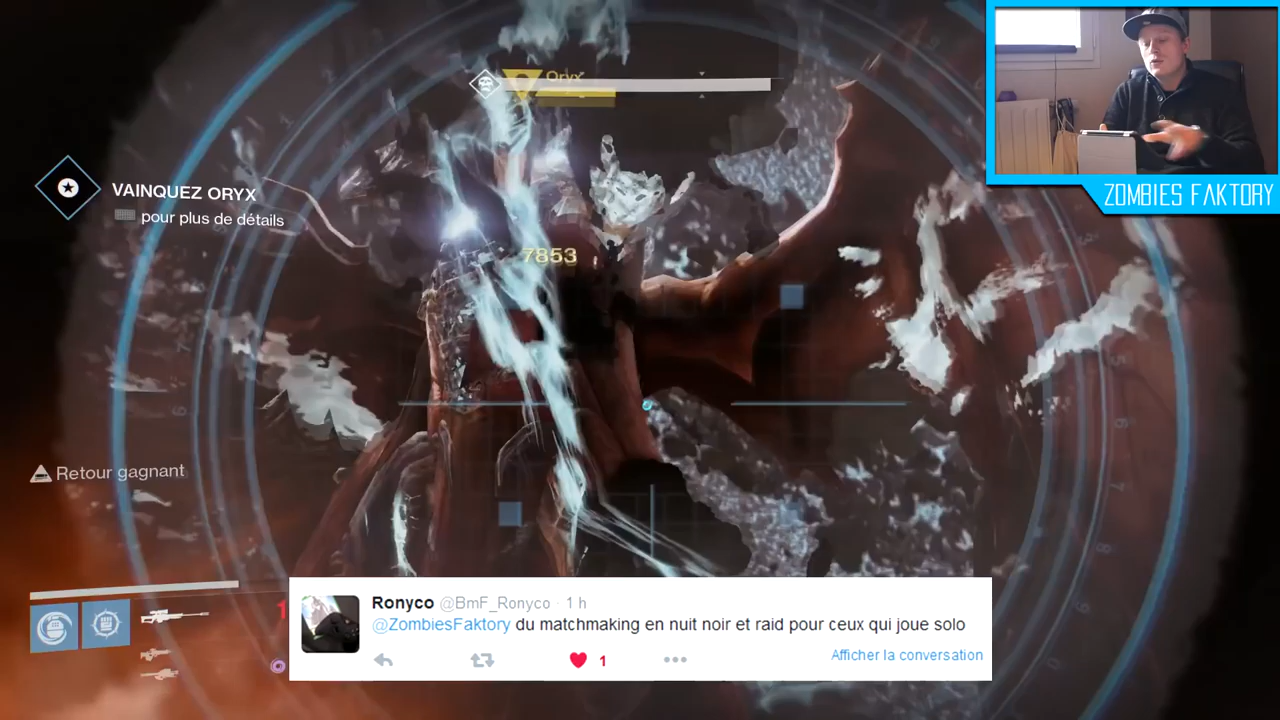 Oryx
VAINQUEZ ORYX
pour plus de détails
7853
ZOMBIES FAKTORY
Retour gagnant
Ronyco @BmF_Ronyco · 1 h
@ZombiesFaktory du matchmaking en nuit noir et raid pour ceux qui joue solo
1
Afficher la conversation